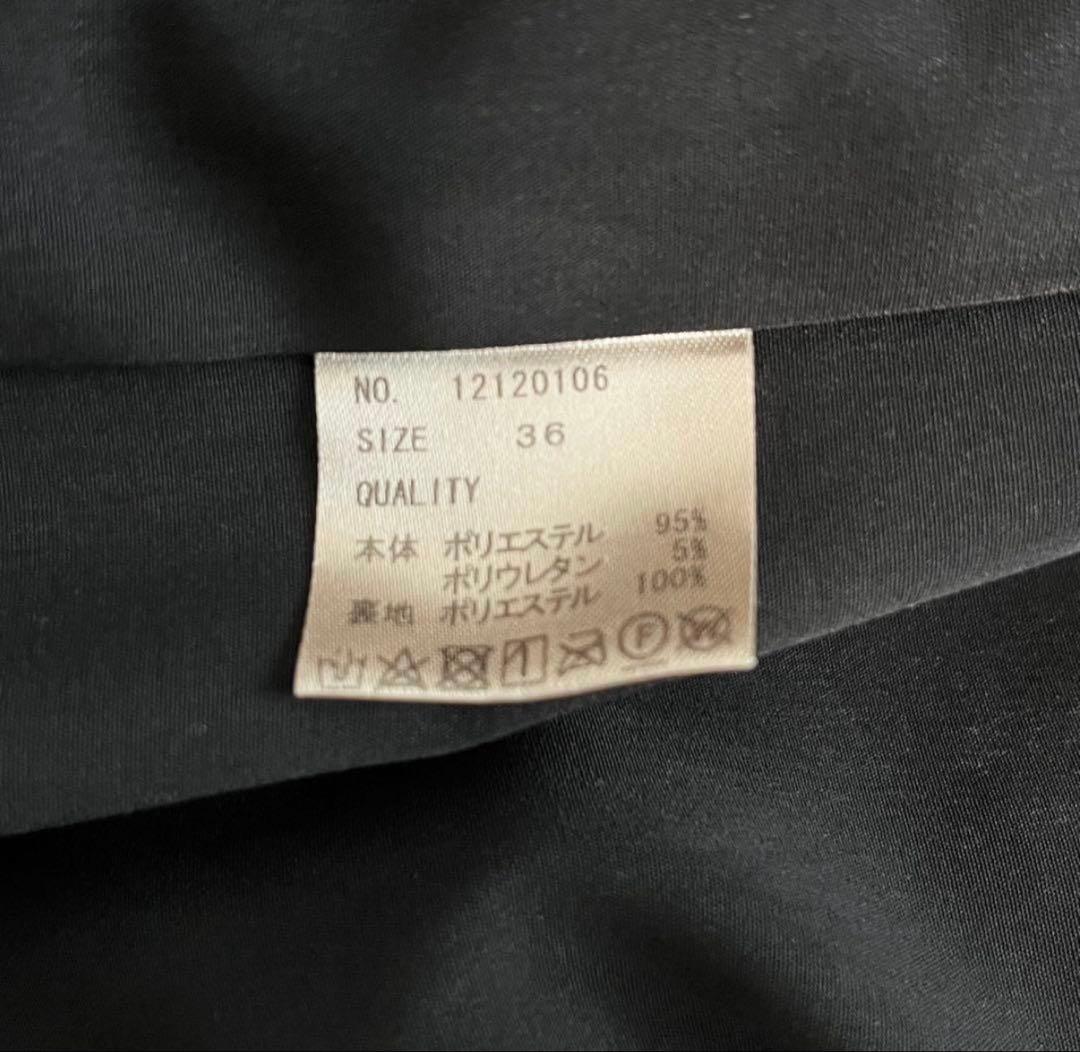 NO. 12120106
SIZE 36
QUALITY
本体 ポリエステル 95%
ポリウレタン 5%
裏地 ポリエステル 100%
F W